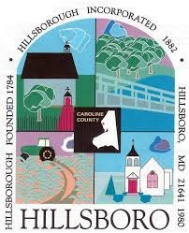 HILLSBOROUGH FOUNDED 1784 • HILLSBOROUGH INCORPORATED 1882 • HILLSBORO, MD 21641 1980
CAROLINE
COUNTY
HILLSBORO